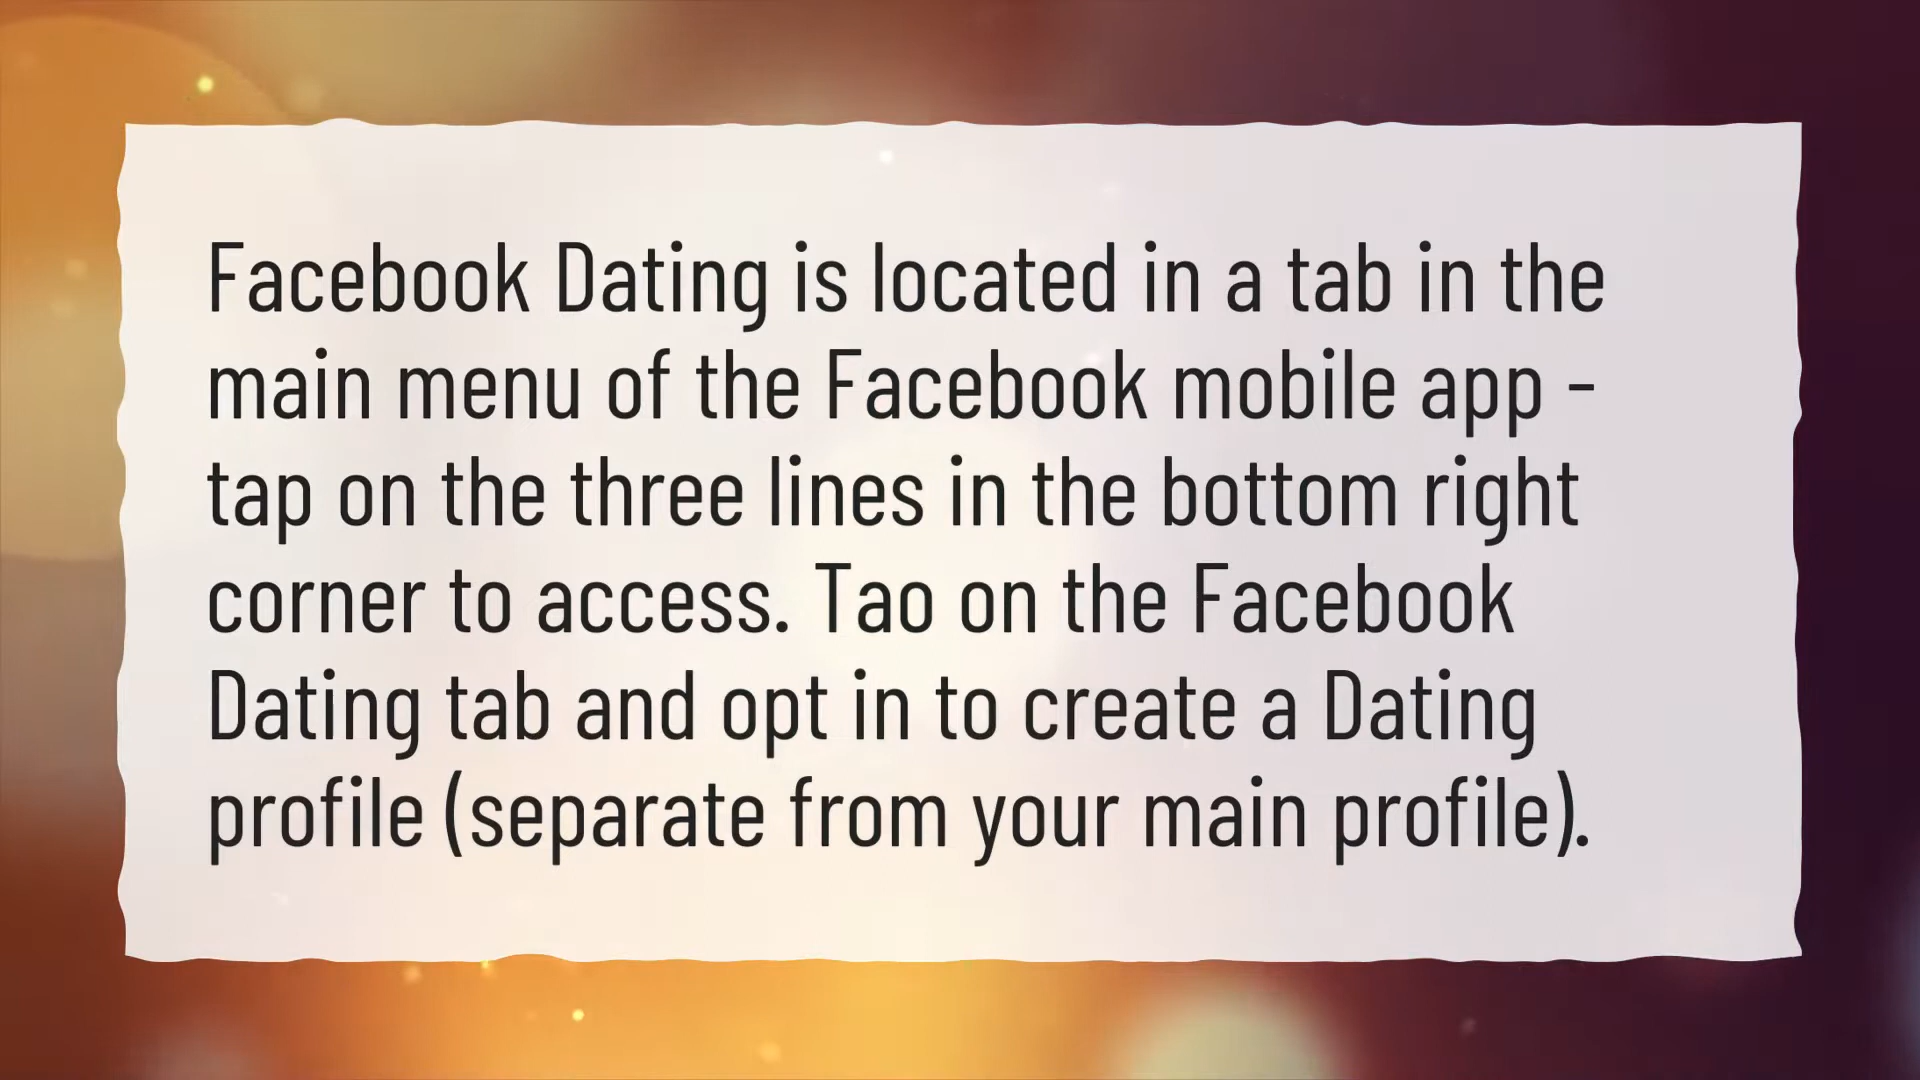 Facebook Dating is located in a tab in the
main menu of the Facebook mobile app -
tap on the three lines in the bottom right
corner to access. Tao on the Facebook
Dating tab and opt in to create a Dating
profile (separate from your main profile).